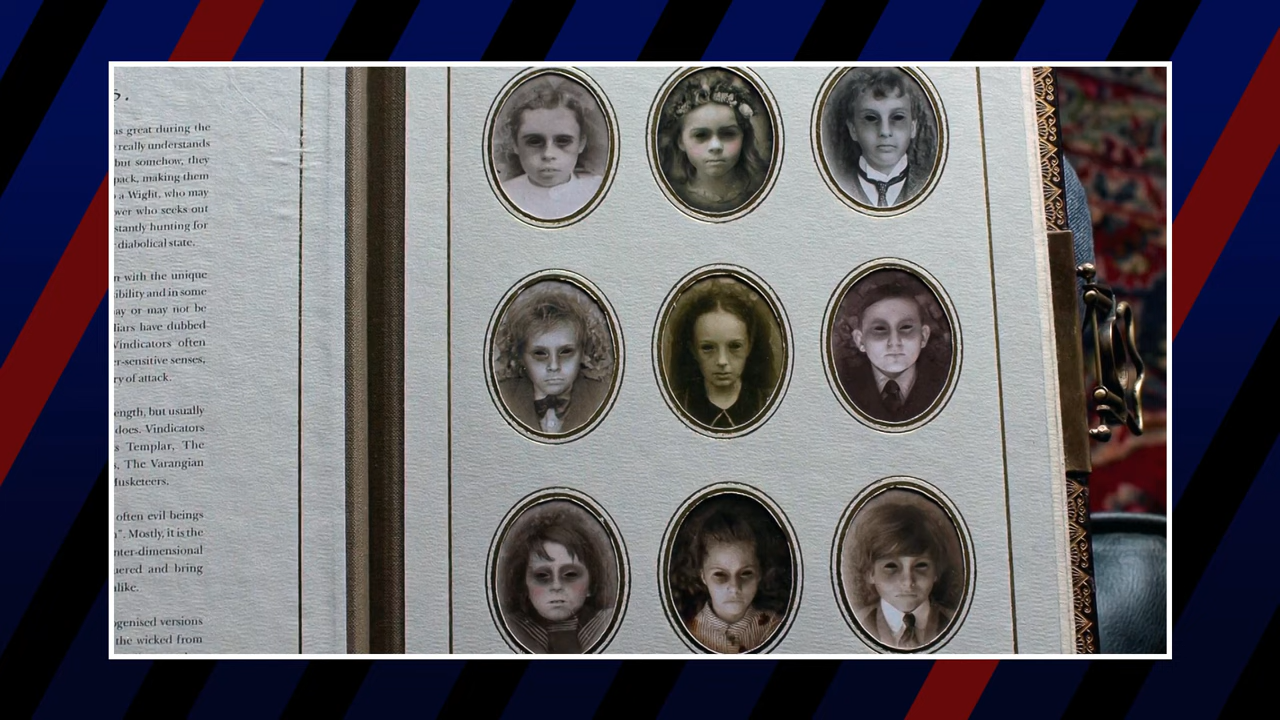 s.
as great during the
really understands
but somehow, they
pack, making them
a Wight, who may
ower who seeks out
stantly hunting for
diabolical state.
n with the unique
ibility and in some
ay or may not be
liars have dubbed
Vindicators often
er-sensitive senses,
ry of attack.
ength, but usually
does. Vindicators
s Templar, The
s, The Varangian
Musketeers.
often evil beings
n". Mostly, it is the
nter-dimensional
uered and bring
alike.
ogenised versions
the wicked from